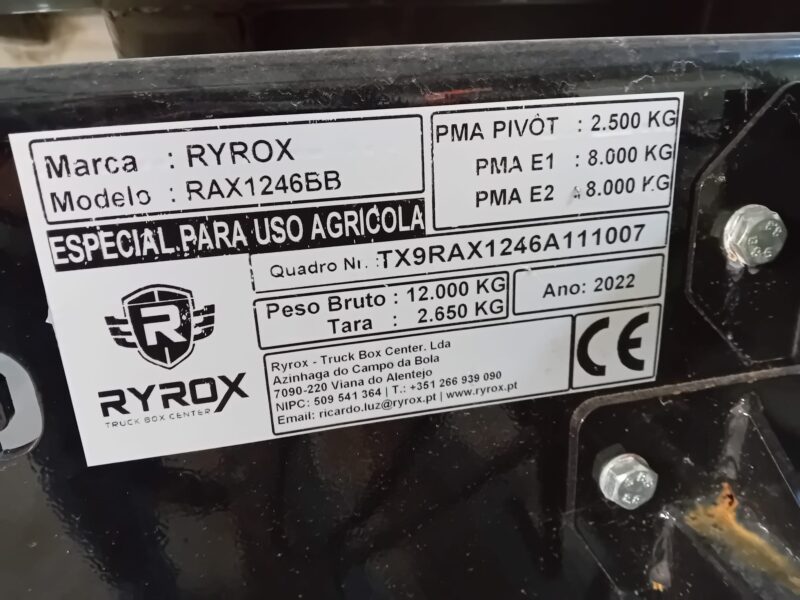 Marca : RYROX
Modelo : RAX1246BB
PMA PIVÔT : 2.500 KG
PMA E1 : 8.000 KG
PMA E2 : 8.000 KG
ESPECIAL PARA USO AGRICOLA
Quadro Nr. : TX9RAX1246A111007
Peso Bruto : 12.000 KG
Tara : 2.650 KG
Ano: 2022
CE
R
RYROX
TRUCK BOX CENTER
Ryrox - Truck Box Center. Lda
Azinhaga do Campo da Bola
7090-220 Viana do Alentejo
NIPC: 509 541 364 | T.: +351 266 939 090
Email: ricardo.luz@ryrox.pt | www.ryrox.pt